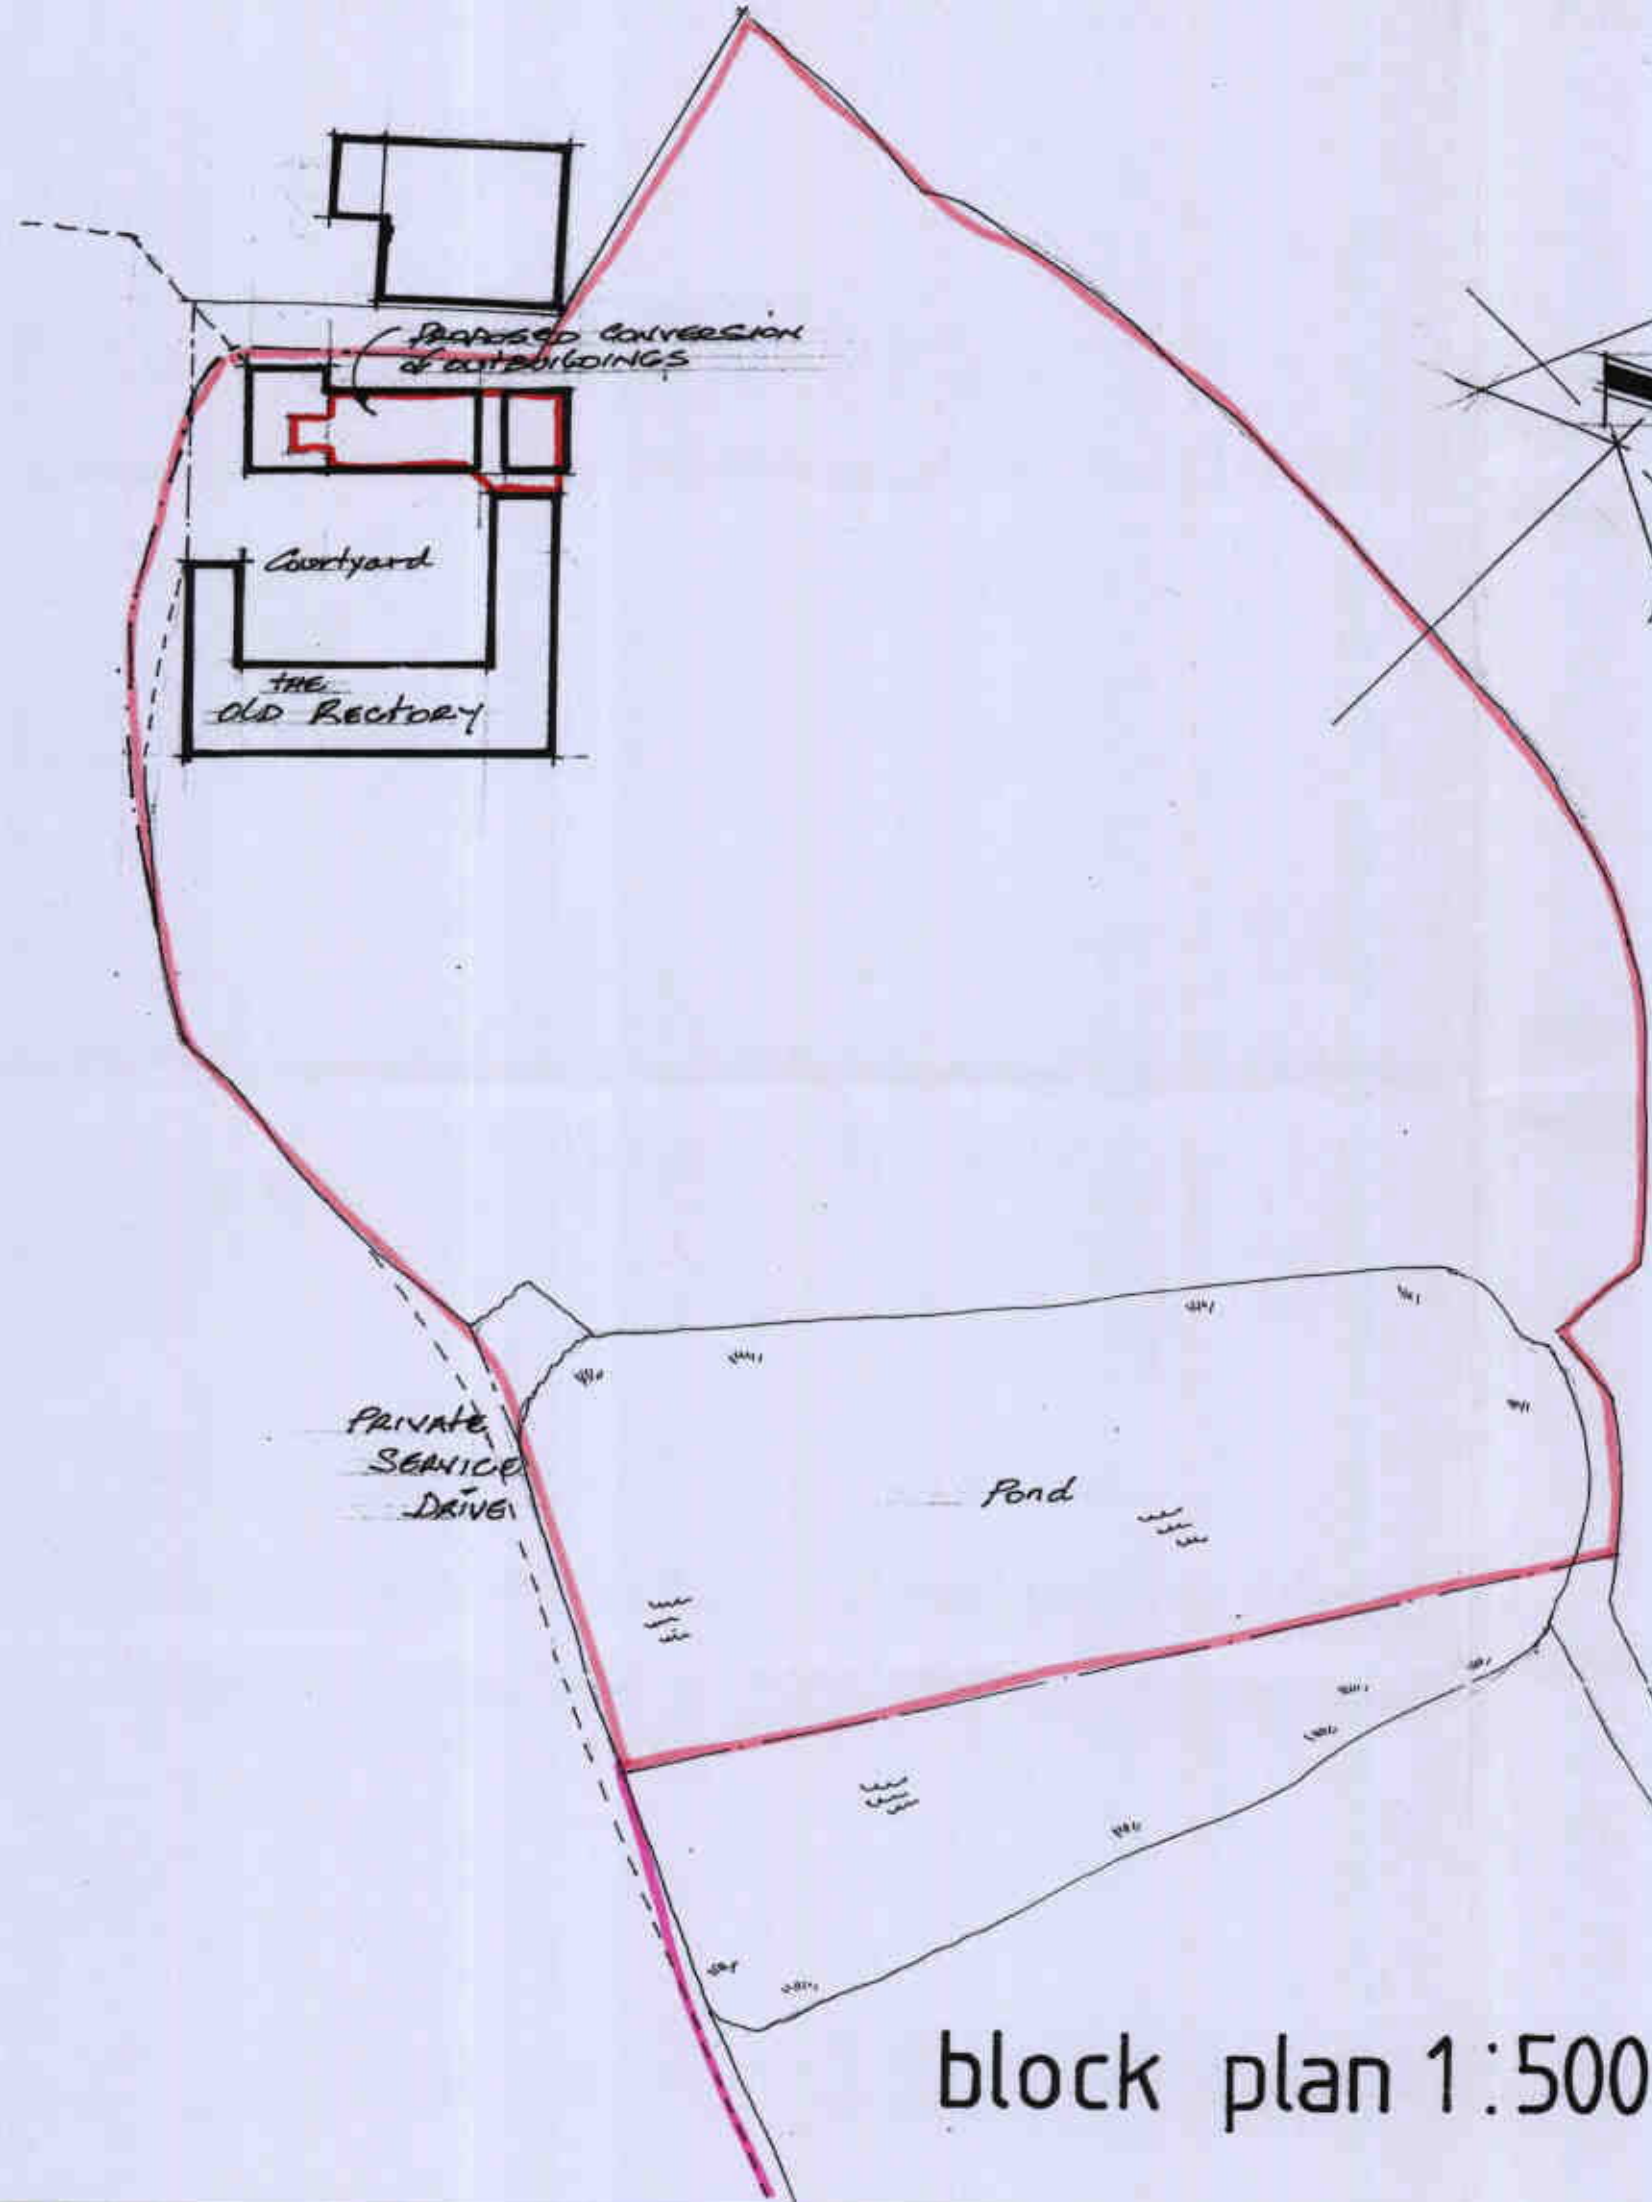 PROPOSED CONVERSION
of OUTBUILDINGS
Courtyard
THE
OLD RECTORY
PRIVATE
SERVICE
DRIVE
Pond
block plan 1:500